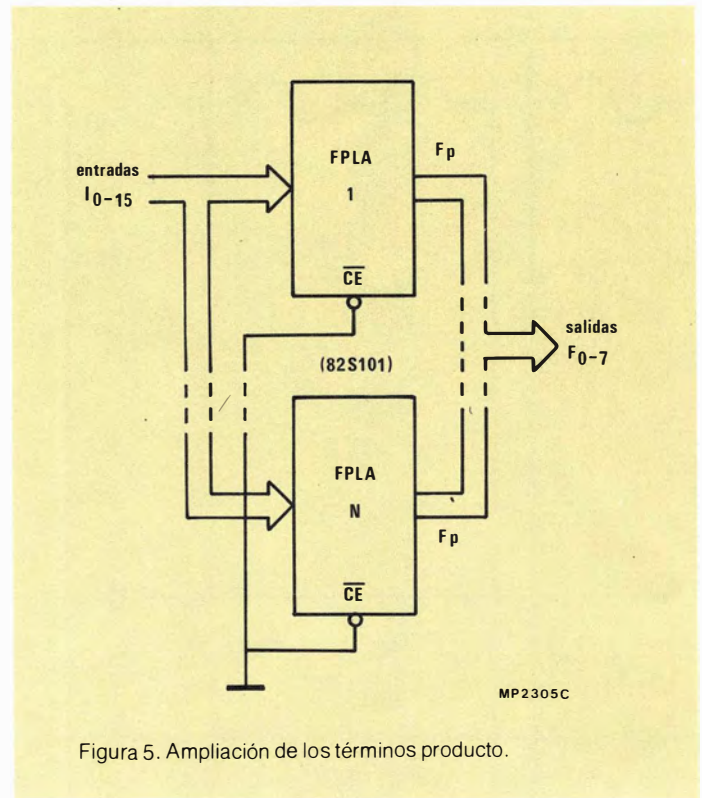 FPLA
1
Fp
entradas
I0-15
CE
salidas
F0-7
(82S101)
FPLA
N
Fp
CE
MP2305C
Figura 5. Ampliación de los términos producto.